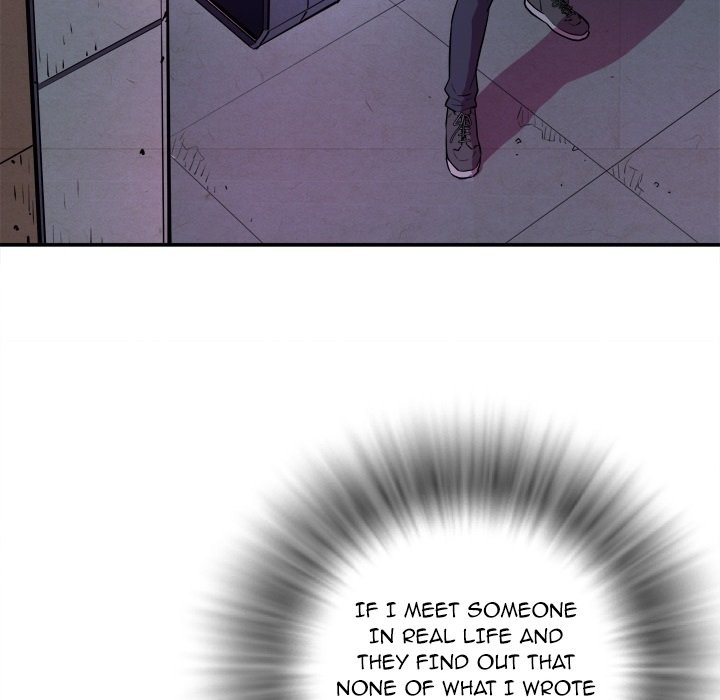 IF I MEET SOMEONE
IN REAL LIFE AND
THEY FIND OUT THAT
NONE OF WHAT I WROTE